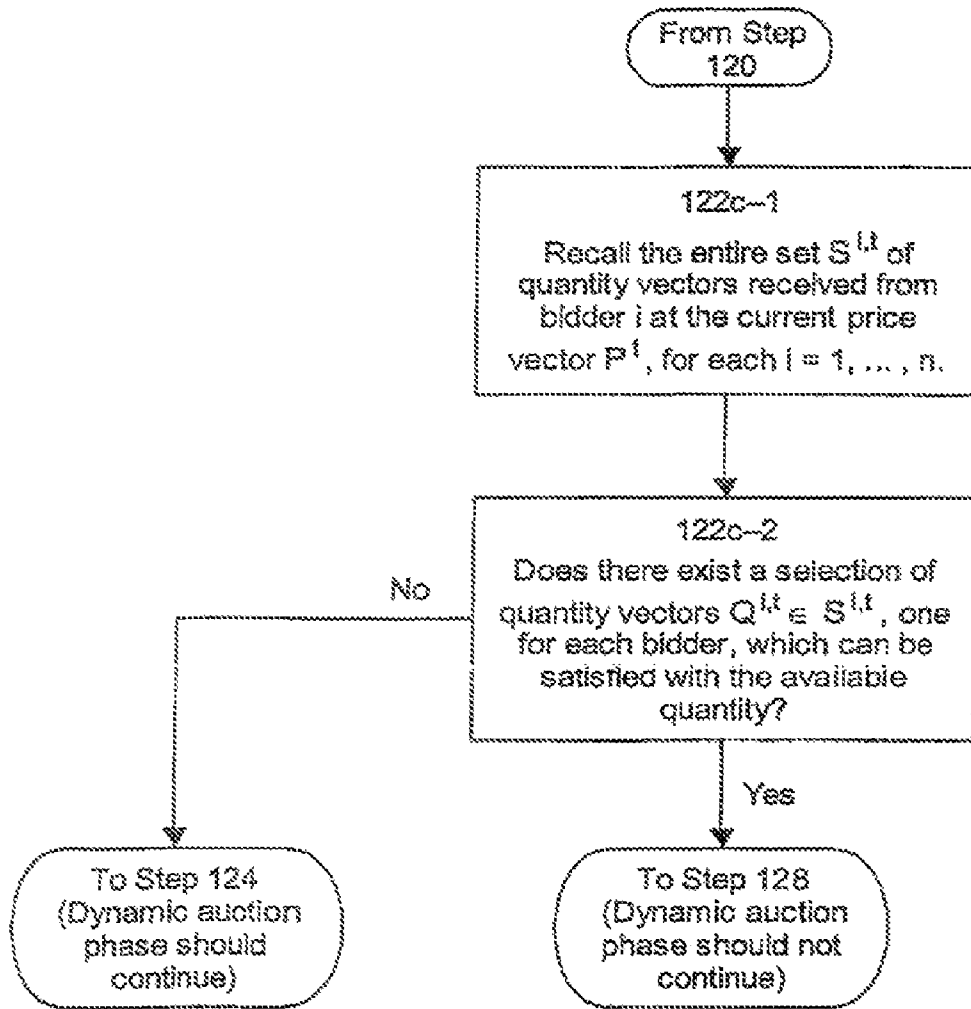 From Step
120
122c–1
Recall the entire set S^{i,t} of
quantity vectors received from
bidder i at the current price
vector P^t, for each i = 1, ... , n.
122c–2
Does there exist a selection of
quantity vectors Q^{i,t} ∈ S^{i,t}, one
for each bidder, which can be
satisfied with the available
quantity?
No
Yes
To Step 124
(Dynamic auction
phase should
continue)
To Step 128
(Dynamic auction
phase should not
continue)